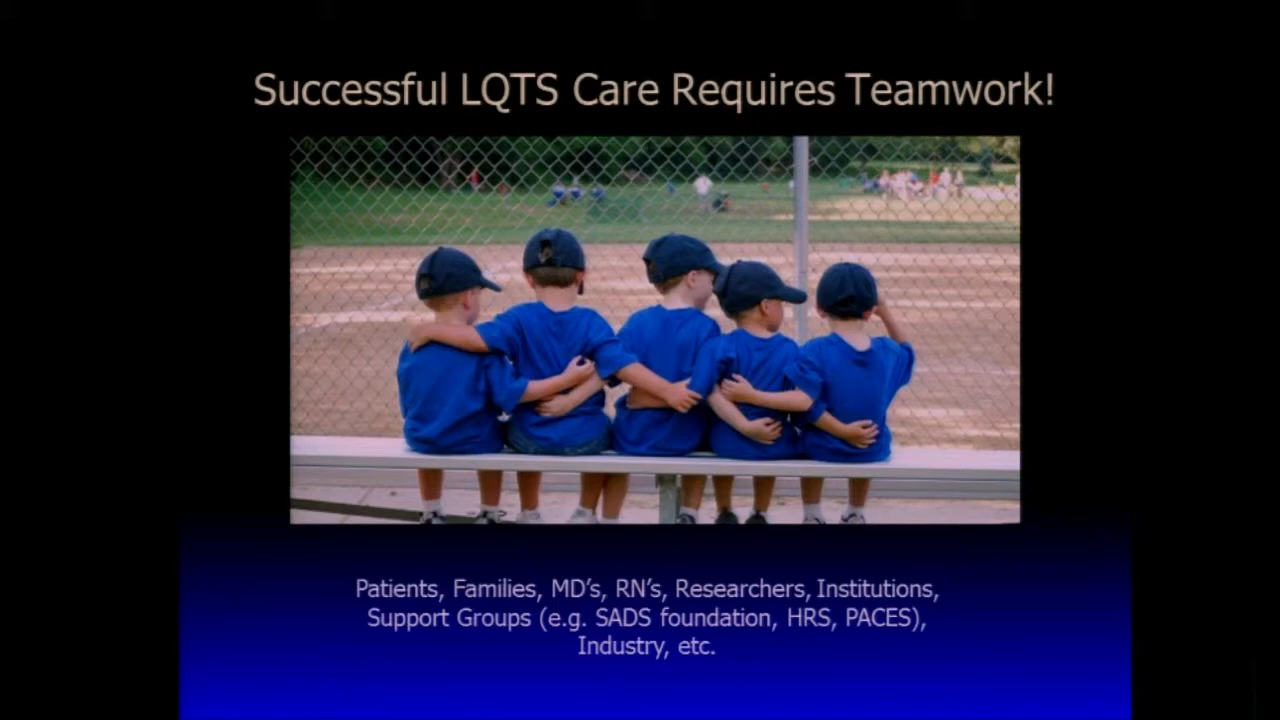 Successful LQTS Care Requires Teamwork!
Patients, Families, MD's, RN's, Researchers, Institutions,
Support Groups (e.g. SADS foundation, HRS, PACES),
Industry, etc.